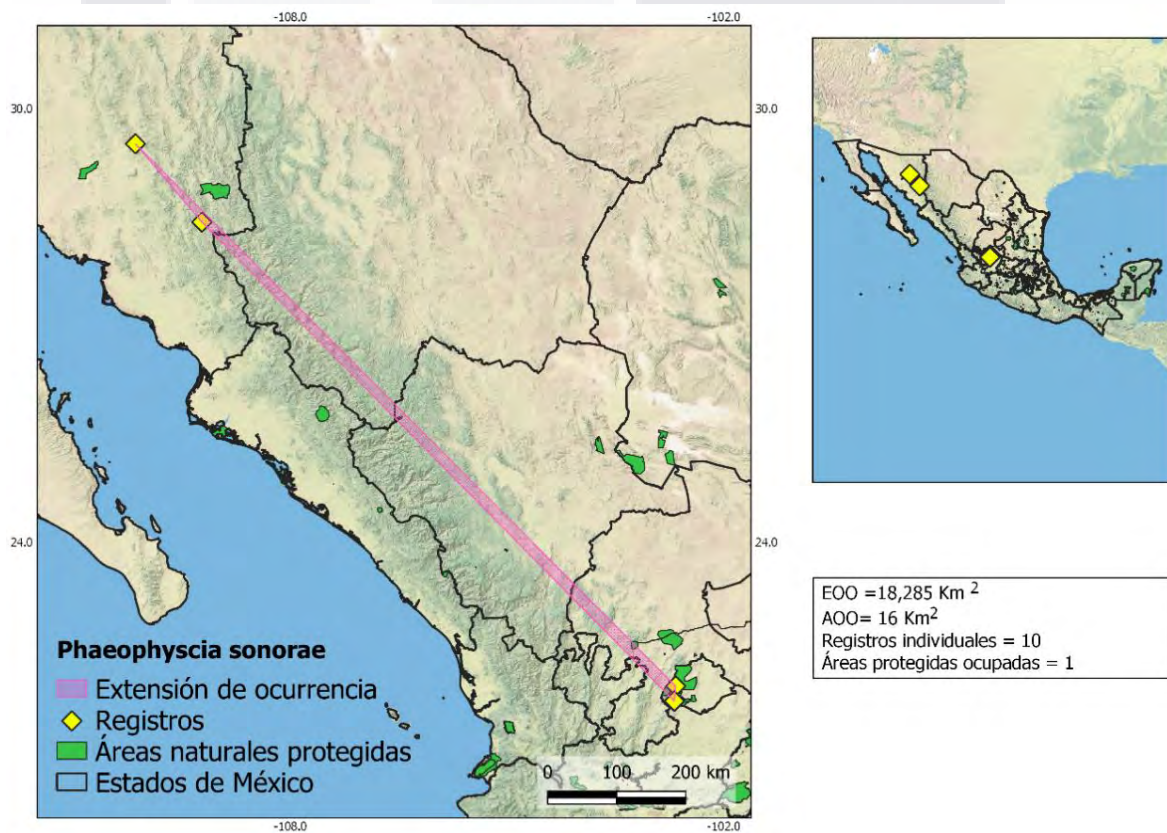 -108.0
-102.0
30.0
30.0
24.0
24.0
Phaeophyscia sonorae
Extensión de ocurrencia
Registros
Áreas naturales protegidas
Estados de México
0 100 200 km
-108.0
-102.0
EOO =18,285 Km 2
AOO= 16 Km2
Registros individuales = 10
Áreas protegidas ocupadas = 1